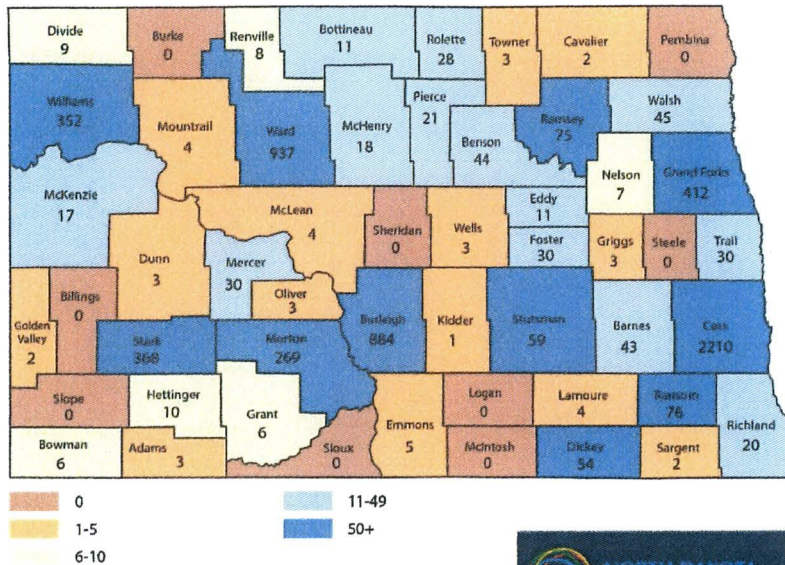 Divide
9
Burke
0
Renville
8
Bottineau
11
Rolette
28
Towner
3
Cavalier
2
Pembina
0
Williams
352
Mountrail
4
Ward
937
McHenry
18
Pierce
21
Benson
44
Ramsey
75
Walsh
45
Nelson
7
Grand Forks
412
McKenzie
17
Dunn
3
McLean
4
Mercer
30
Oliver
3
Sheridan
0
Wells
3
Eddy
11
Foster
30
Griggs
3
Steele
0
Trail
30
Golden
Valley
2
Billings
0
Stark
368
Morton
269
Burleigh
884
Kidder
1
Stutsman
59
Barnes
43
Cass
2210
Slope
0
Hettinger
10
Grant
6
Bowman
6
Adams
3
Sioux
0
Emmons
5
Logan
0
McIntosh
0
Lamoure
4
Dickey
54
Ransom
76
Sargent
2
Richland
20
0
1-5
6-10
11-49
50+
NORTH DAKOTA